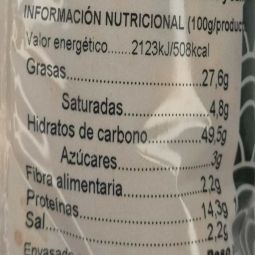 INFORMACIÓN NUTRICIONAL (100g/product
Valor energético.......2123kJ/508kcal
Grasas..............................27,6g
Saturadas.......................4,8g
Hidratos de carbono.........49,5g
Azúcares..........................3g
Fibra alimentaria..............2,2g
Proteínas.........................14,3g
Sal...................................2,2g
Envasado